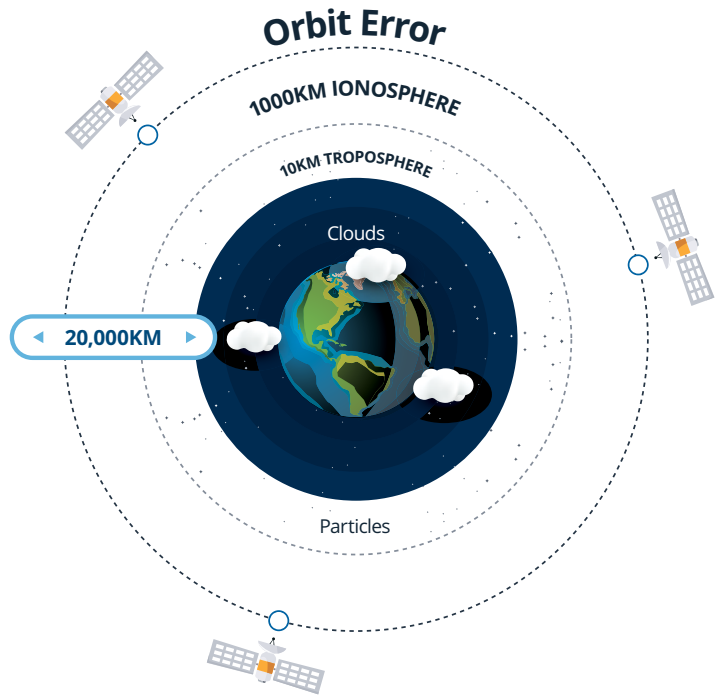 Orbit Error
1000KM IONOSPHERE
10KM TROPOSPHERE
Clouds
20,000KM
Particles